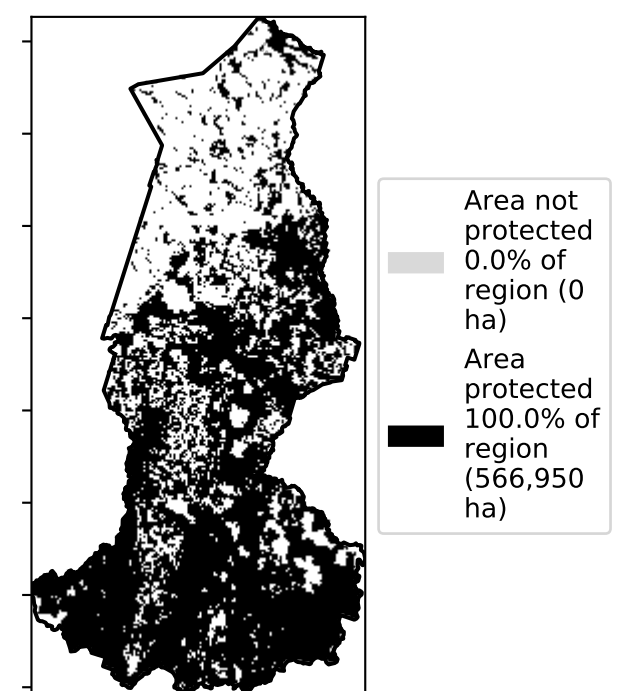 Area not
protected
0.0% of
region (0
ha)
Area
protected
100.0% of
region
(566,950
ha)